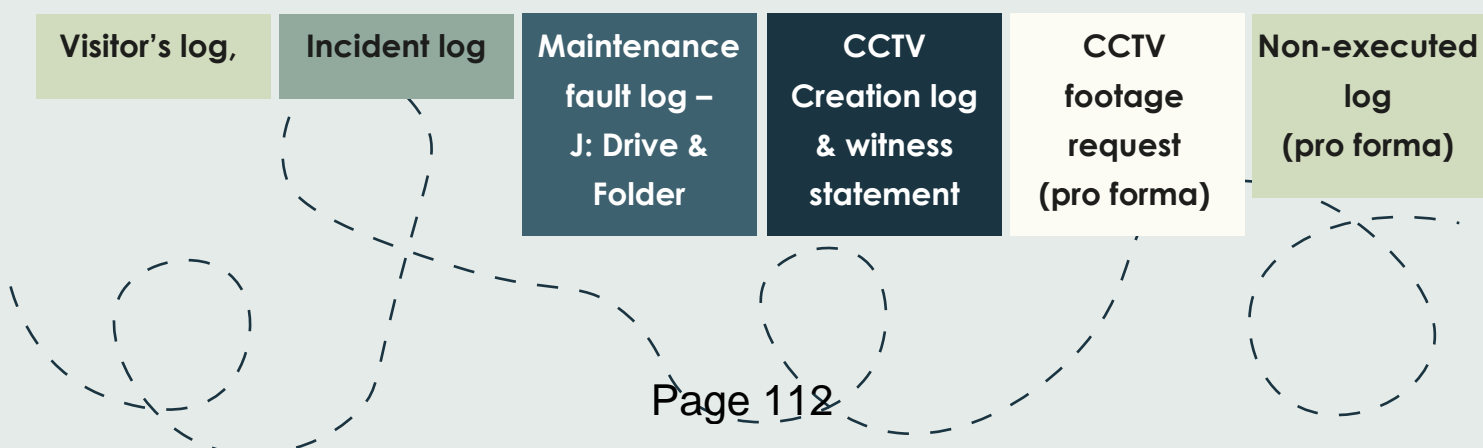 Visitor’s log,
Incident log
Maintenance
fault log –
J: Drive &
Folder
CCTV
Creation log
& witness
statement
CCTV
footage
request
(pro forma)
Non-executed
log
(pro forma)
Page 112